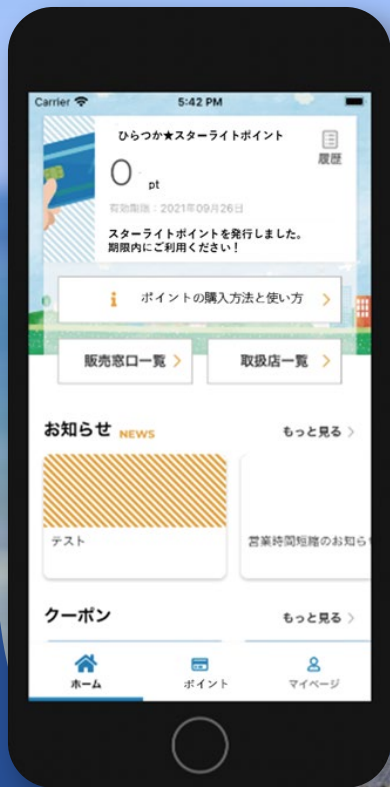 Carrier 5:42 PM
ひらつか★スターライトポイント
履歴
0 pt
有効期限：2021年09月26日
スターライトポイントを発行しました。
期限内にご利用ください！
ポイントの購入方法と使い方
販売窓口一覧 取扱店一覧
お知らせ NEWS もっと見る
テスト 営業時間短縮のお知らせ
クーポン もっと見る
ホーム ポイント マイページ